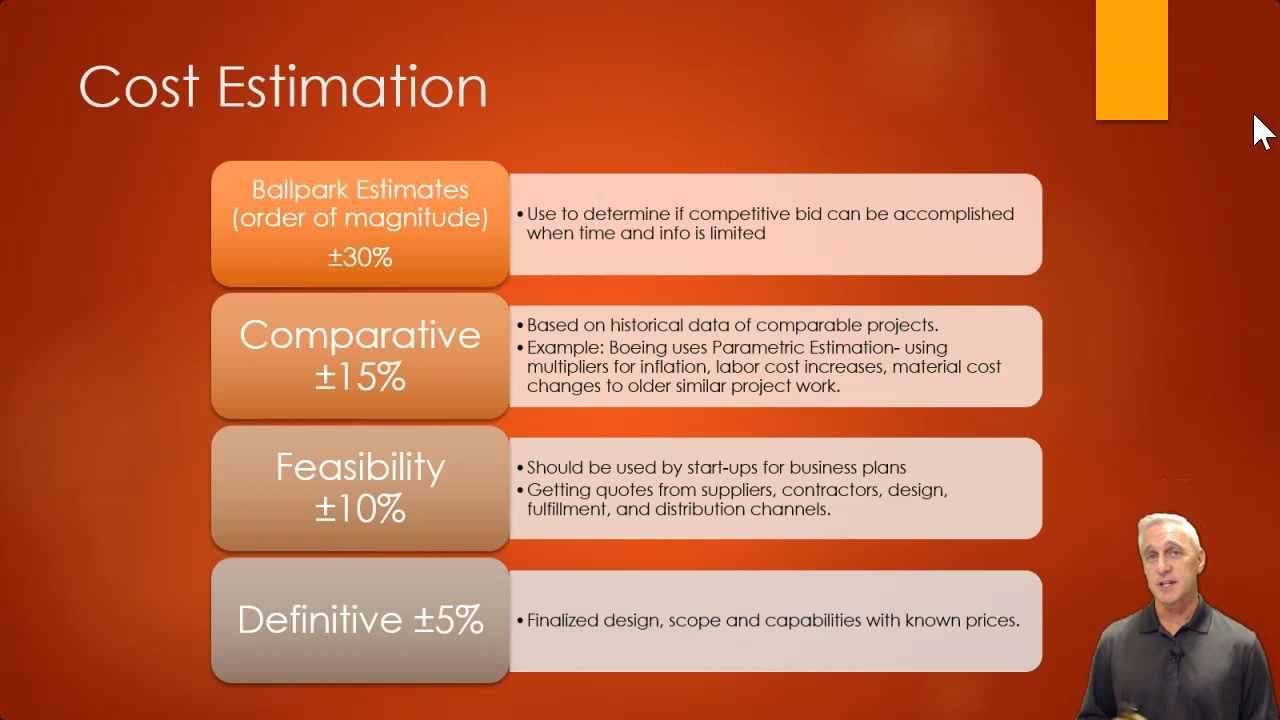 Cost Estimation
Ballpark Estimates
(order of magnitude)
±30%
•Use to determine if competitive bid can be accomplished
when time and info is limited
Comparative
±15%
•Based on historical data of comparable projects.
•Example: Boeing uses Parametric Estimation- using
multipliers for inflation, labor cost increases, material cost
changes to older similar project work.
Feasibility
±10%
•Should be used by start-ups for business plans
•Getting quotes from suppliers, contractors, design,
fulfillment, and distribution channels.
Definitive ±5%
•Finalized design, scope and capabilities with known prices.